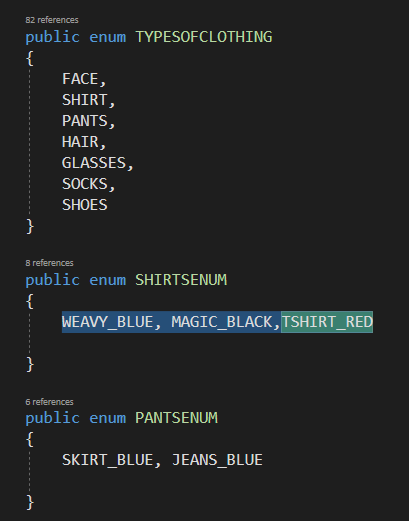 82 references
public enum TYPESOFCLOTHING
{
FACE,
SHIRT,
PANTS,
HAIR,
GLASSES,
SOCKS,
SHOES
}
8 references
public enum SHIRTSENUM
{
WEAVY_BLUE, MAGIC_BLACK,TSHIRT_RED
}
6 references
public enum PANTSENUM
{
SKIRT_BLUE, JEANS_BLUE
}